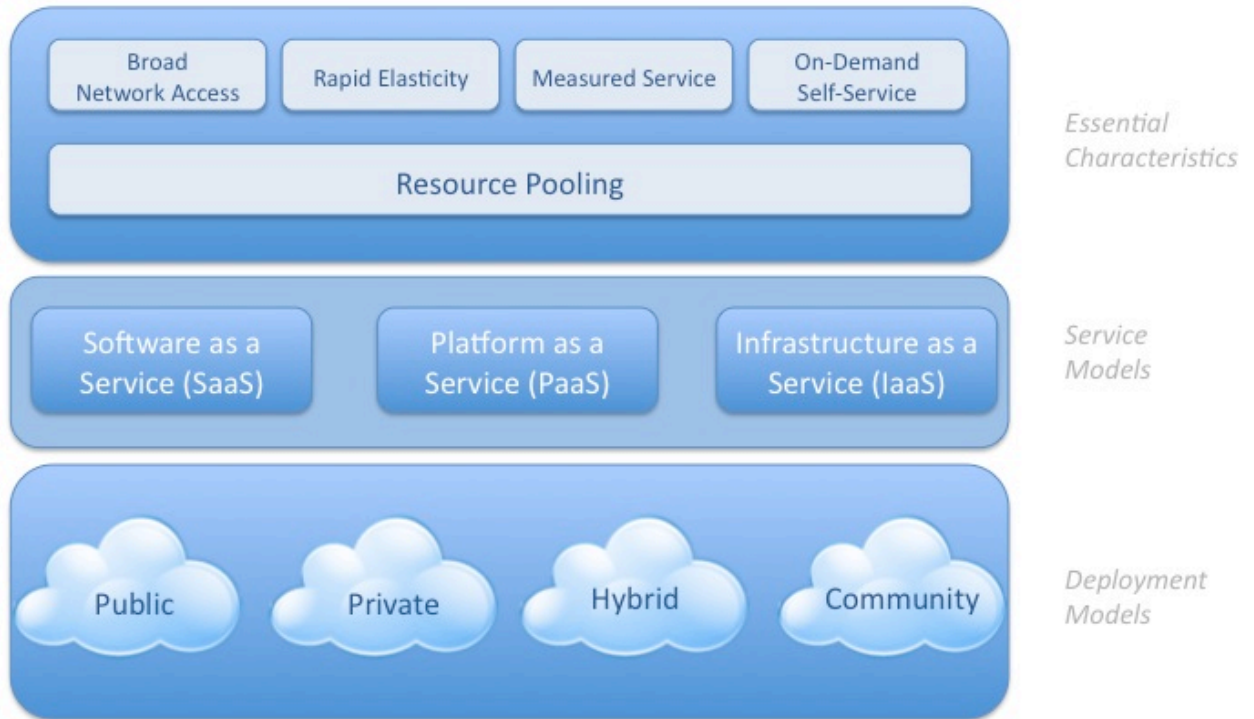 Broad
Network Access
Rapid Elasticity
Measured Service
On-Demand
Self-Service
Resource Pooling
Essential
Characteristics
Software as a
Service (SaaS)
Platform as a
Service (PaaS)
Infrastructure as a
Service (IaaS)
Service
Models
Public
Private
Hybrid
Community
Deployment
Models